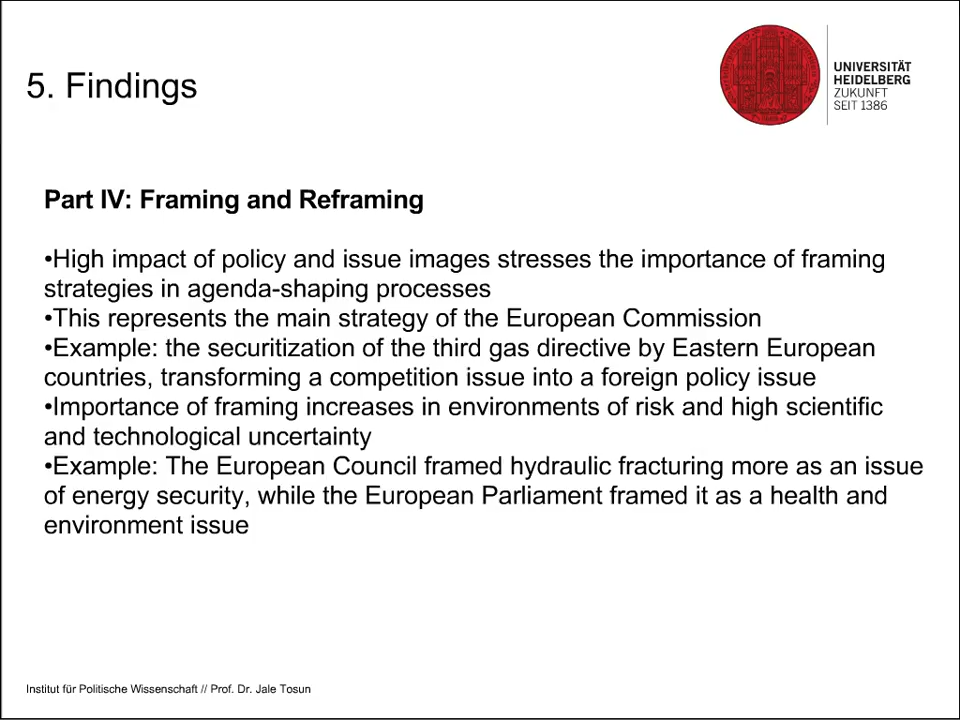 5. Findings
UNIVERSITÄT
HEIDELBERG
ZUKUNFT
SEIT 1386
Part IV: Framing and Reframing
•High impact of policy and issue images stresses the importance of framing
strategies in agenda-shaping processes
•This represents the main strategy of the European Commission
•Example: the securitization of the third gas directive by Eastern European
countries, transforming a competition issue into a foreign policy issue
•Importance of framing increases in environments of risk and high scientific
and technological uncertainty
•Example: The European Council framed hydraulic fracturing more as an issue
of energy security, while the European Parliament framed it as a health and
environment issue
Institut für Politische Wissenschaft // Prof. Dr. Jale Tosun